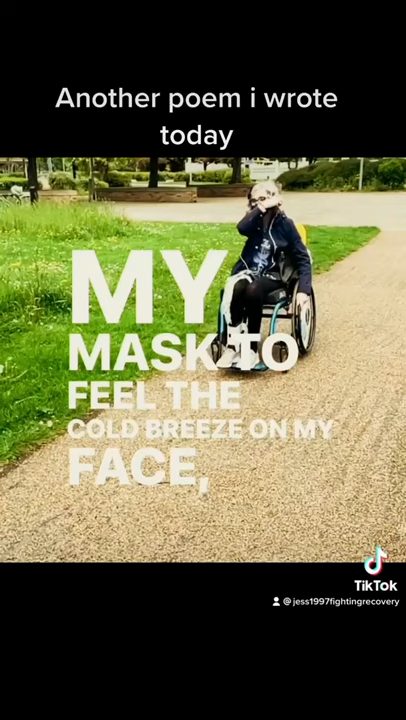 Another poem i wrote
today
MY
MASK TO
FEEL THE
COLD BREEZE ON MY
FACE,
TikTok
@jess1997fightingrecovery